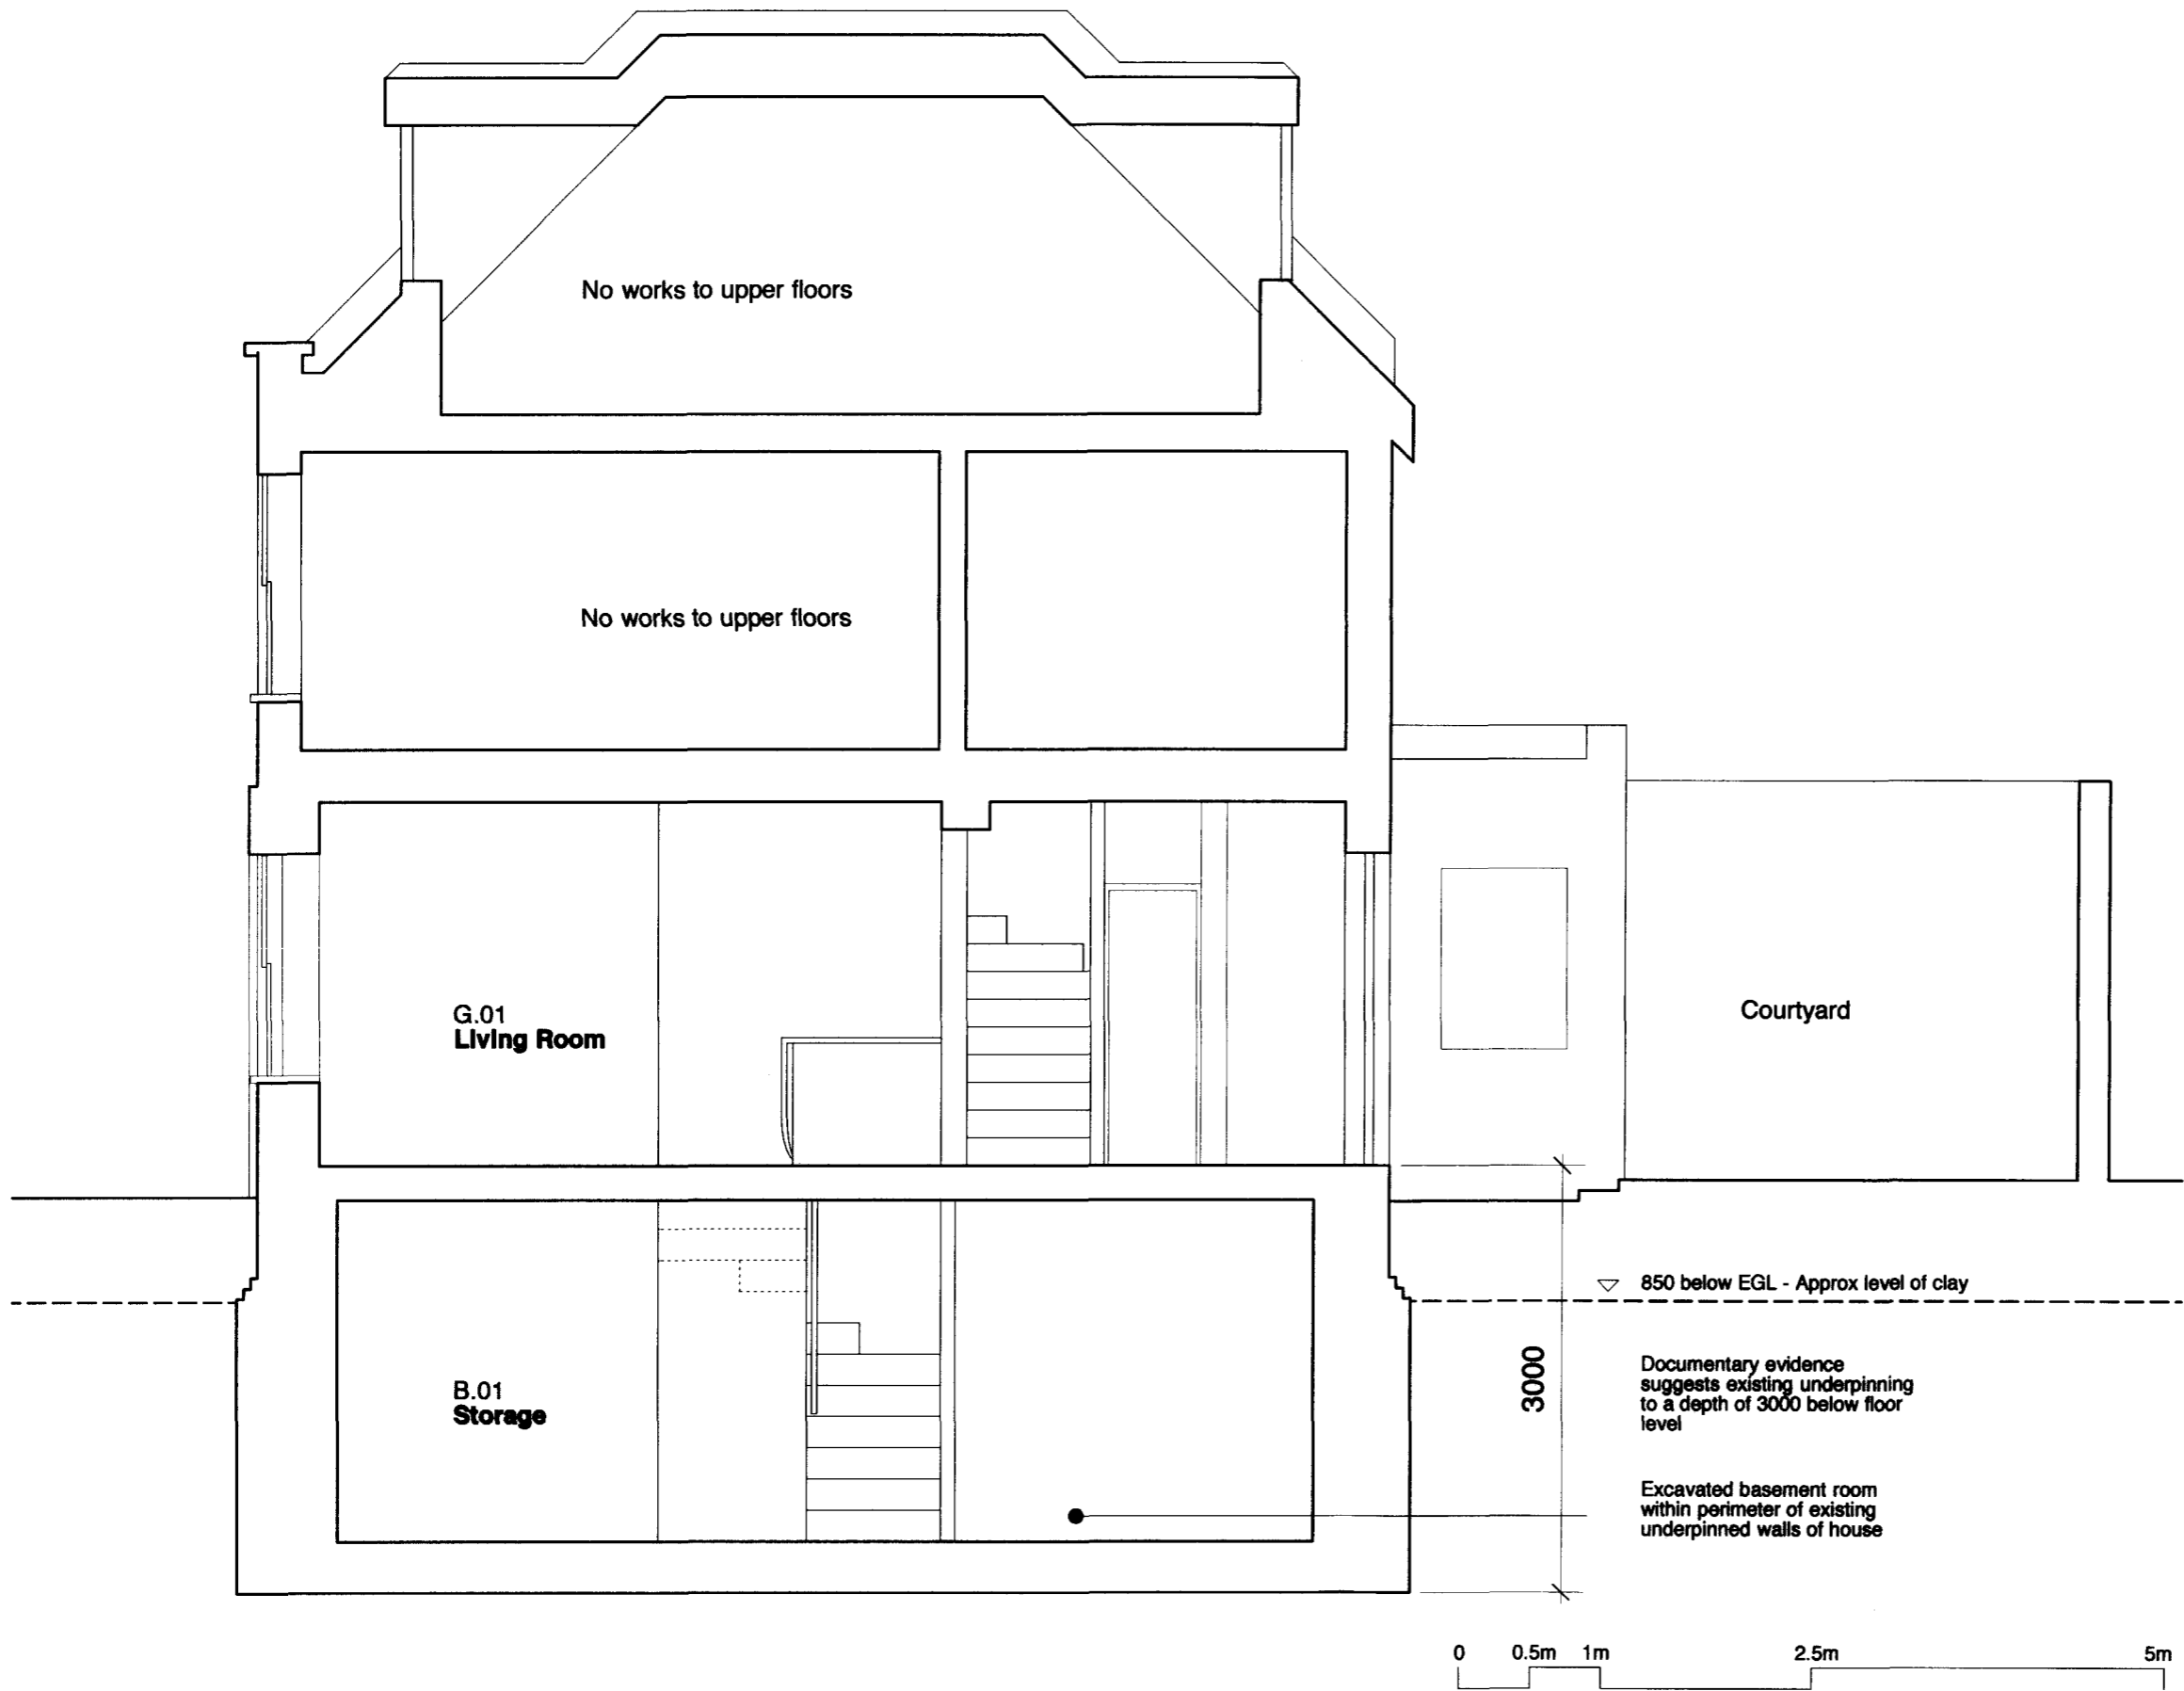 No works to upper floors
No works to upper floors
G.01
Living Room
Courtyard
850 below EGL - Approx level of clay
3000
Documentary evidence
suggests existing underpinning
to a depth of 3000 below floor
level
B.01
Storage
Excavated basement room
within perimeter of existing
underpinned walls of house
0 0.5m 1m 2.5m 5m